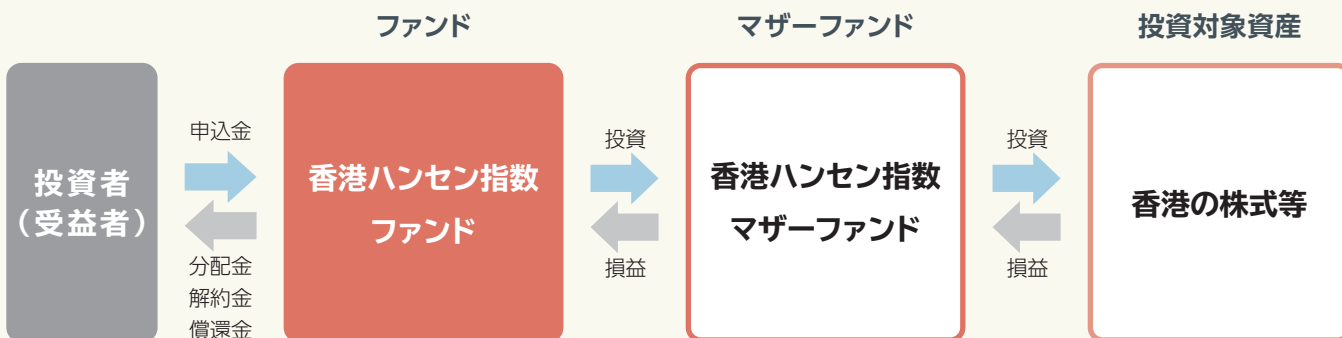 ファンド
マザーファンド
投資対象資産
投資者
（受益者）
申込金
分配金
解約金
償還金
香港ハンセン指数
ファンド
投資
損益
香港ハンセン指数
マザーファンド
投資
損益
香港の株式等